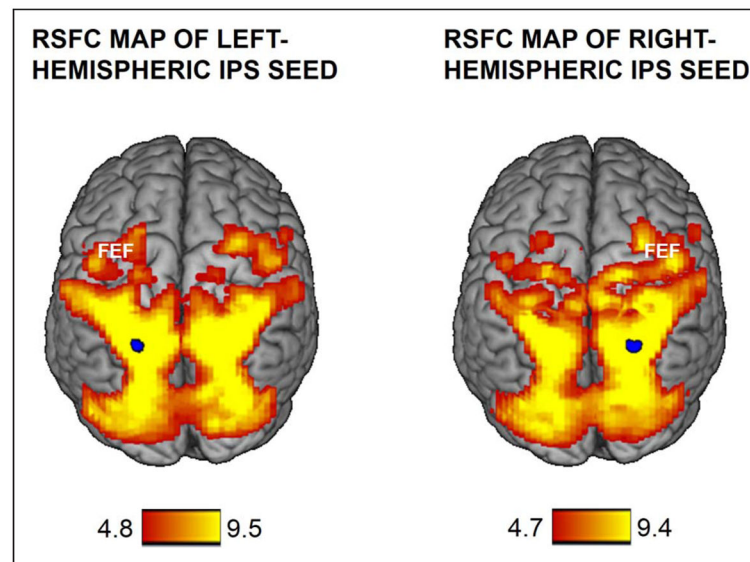 RSFC MAP OF LEFT-
HEMISPHERIC IPS SEED
RSFC MAP OF RIGHT-
HEMISPHERIC IPS SEED
FEF
FEF
4.8 9.5
4.7 9.4